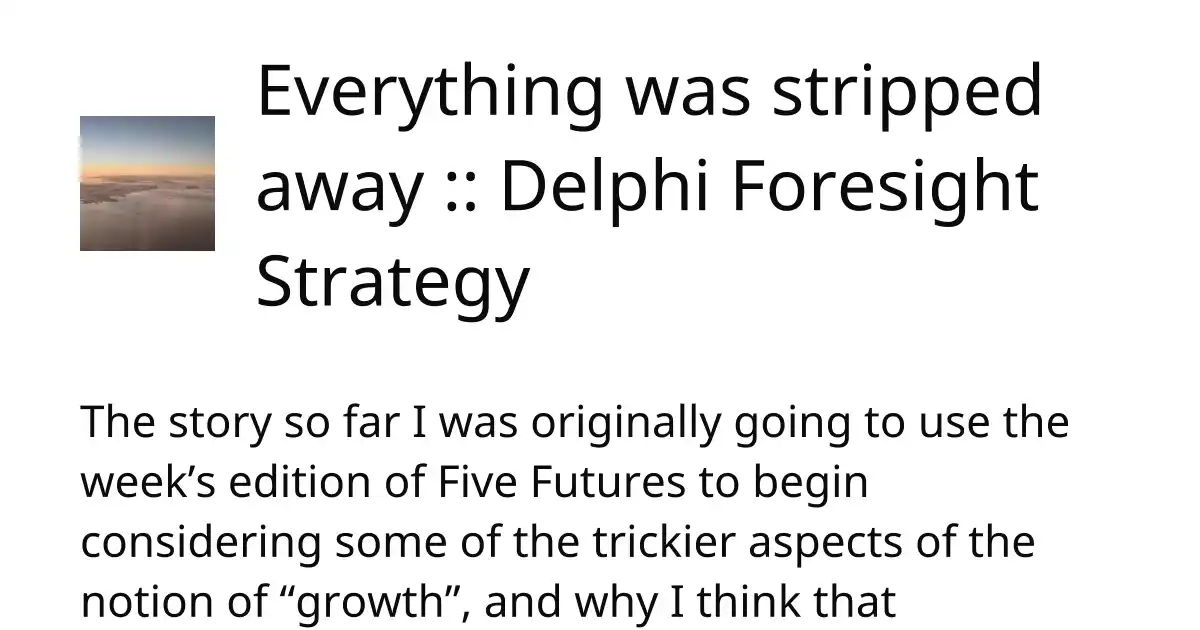 Everything was stripped
away :: Delphi Foresight
Strategy
The story so far I was originally going to use the
week’s edition of Five Futures to begin
considering some of the trickier aspects of the
notion of “growth”, and why I think that